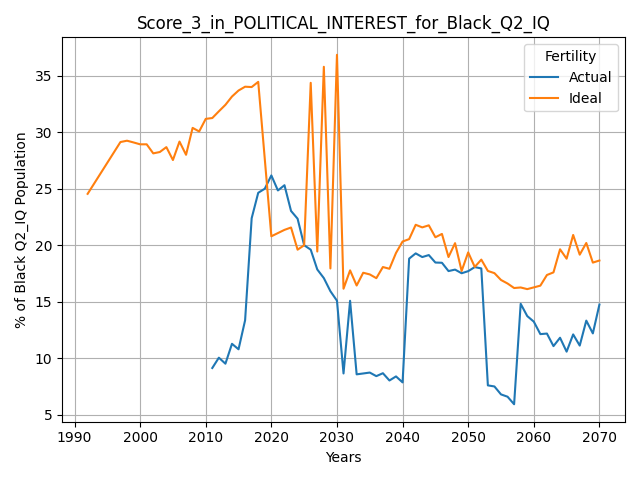 Score_3_in_POLITICAL_INTEREST_for_Black_Q2_IQ
Fertility
Actual
Ideal
% of Black Q2_IQ Population
35
30
25
20
15
10
5
1990 2000 2010 2020 2030 2040 2050 2060 2070
Years